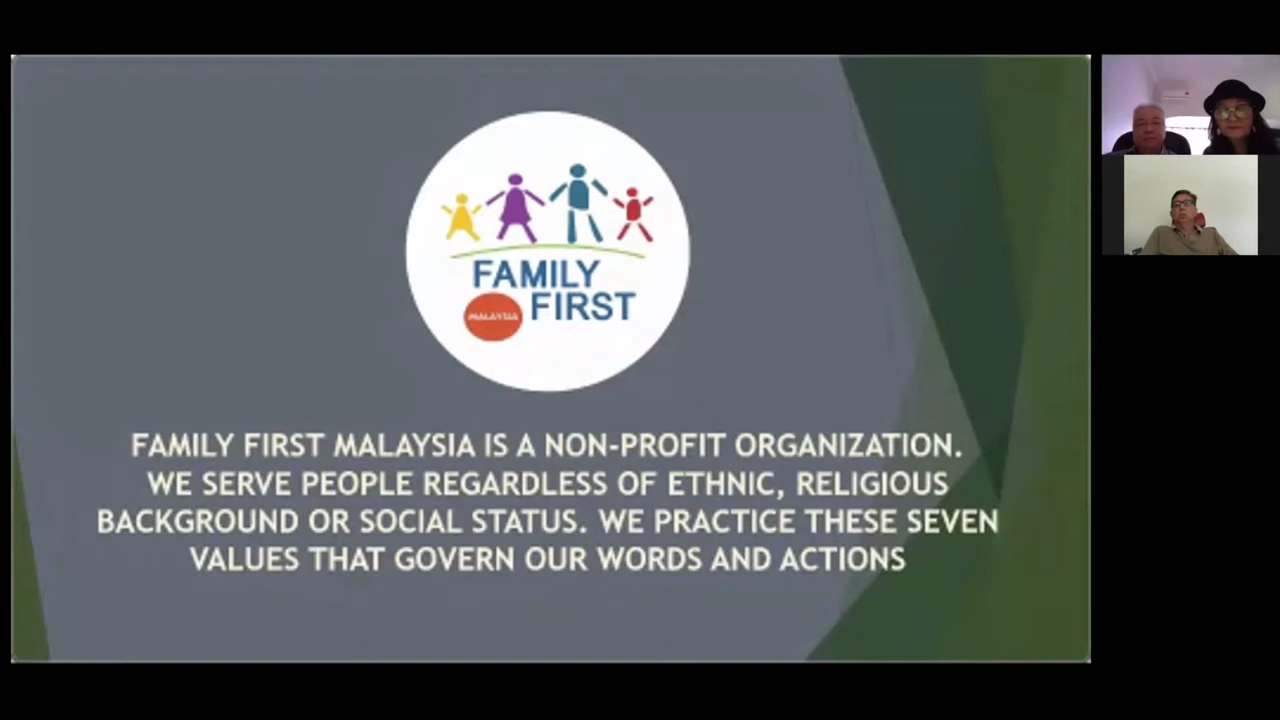 FAMILY
MALAYSIA FIRST
FAMILY FIRST MALAYSIA IS A NON-PROFIT ORGANIZATION.
WE SERVE PEOPLE REGARDLESS OF ETHNIC, RELIGIOUS
BACKGROUND OR SOCIAL STATUS. WE PRACTICE THESE SEVEN
VALUES THAT GOVERN OUR WORDS AND ACTIONS